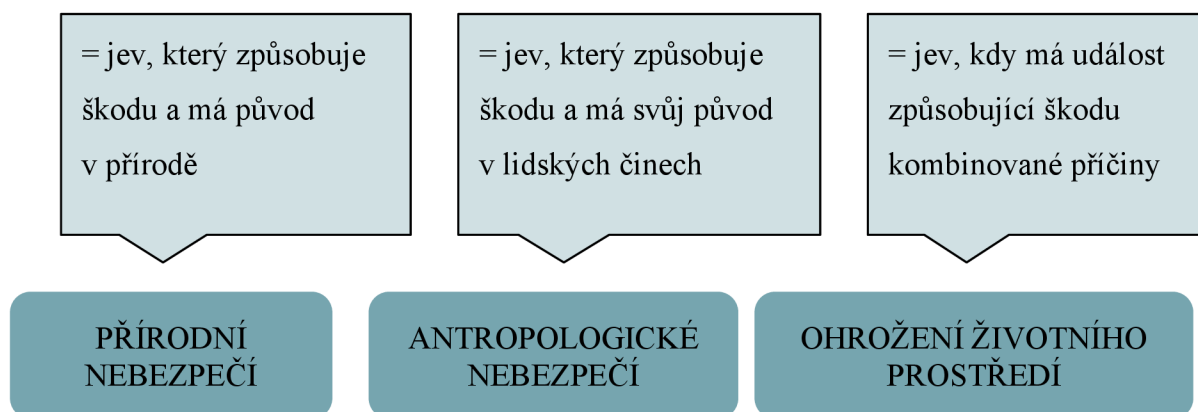 = jev, který způsobuje
škodu a má původ
v přírodě
= jev, který způsobuje
škodu a má svůj původ
v lidských činech
= jev, kdy má událost
způsobující škodu
kombinované příčiny
PŘÍRODNÍ
NEBEZPEČÍ
ANTROPOLOGICKÉ
NEBEZPEČÍ
OHROŽENÍ ŽIVOTNÍHO
PROSTŘEDÍ